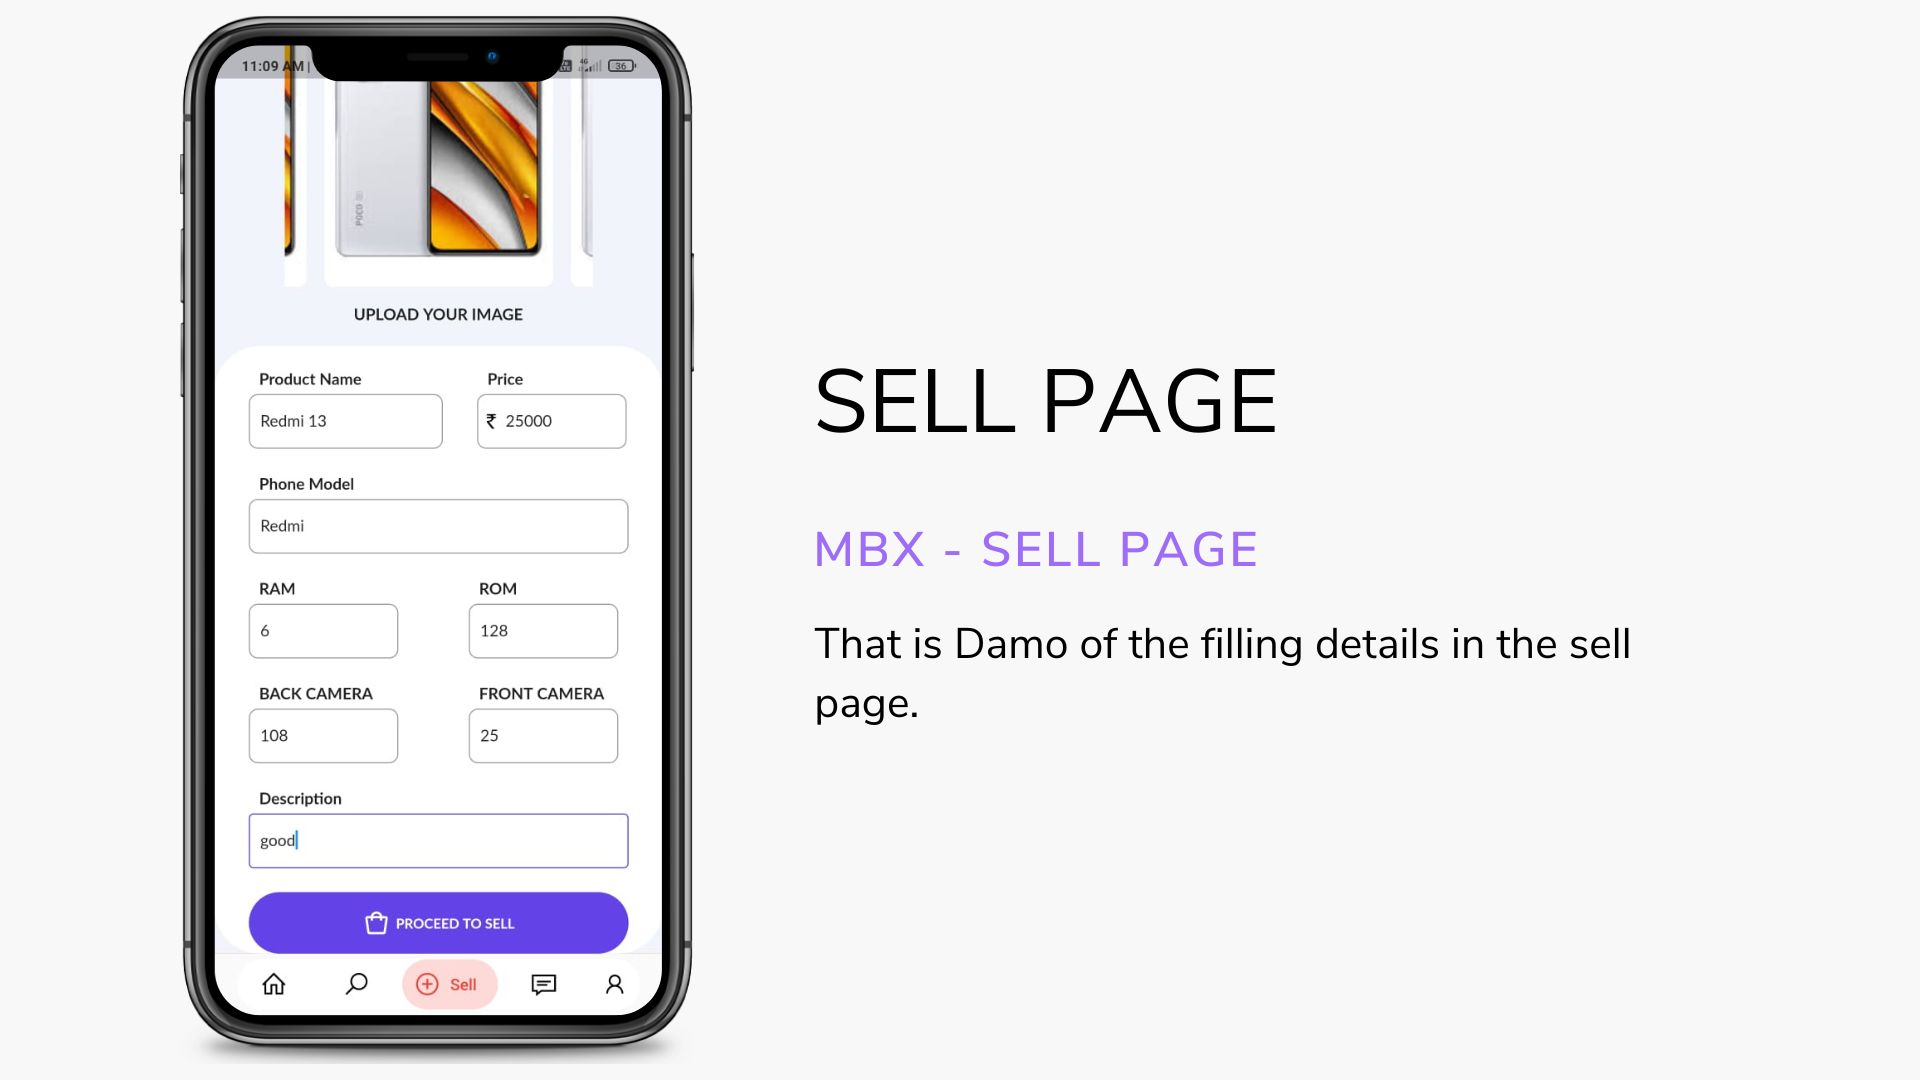 11:09 AM |
4G
36
POCO
UPLOAD YOUR IMAGE
Product Name Price
Redmi 13 ₹ 25000
Phone Model
Redmi
RAM ROM
6 128
BACK CAMERA FRONT CAMERA
108 25
Description
good
PROCEED TO SELL
Sell
SELL PAGE
MBX - SELL PAGE
That is Damo of the filling details in the sell
page.